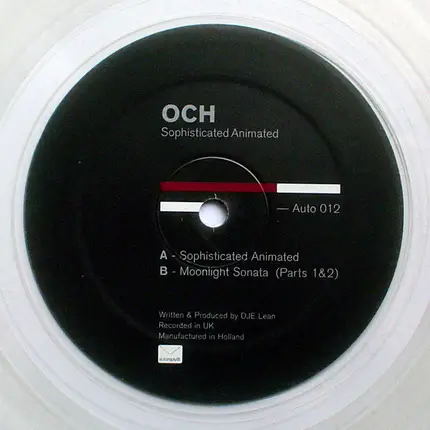 OCH
Sophisticated Animated
— Auto 012
A - Sophisticated Animated
B - Moonlight Sonata (Parts 1&2)
Written & Produced by DJE Lean
Recorded in UK
Manufactured in Holland